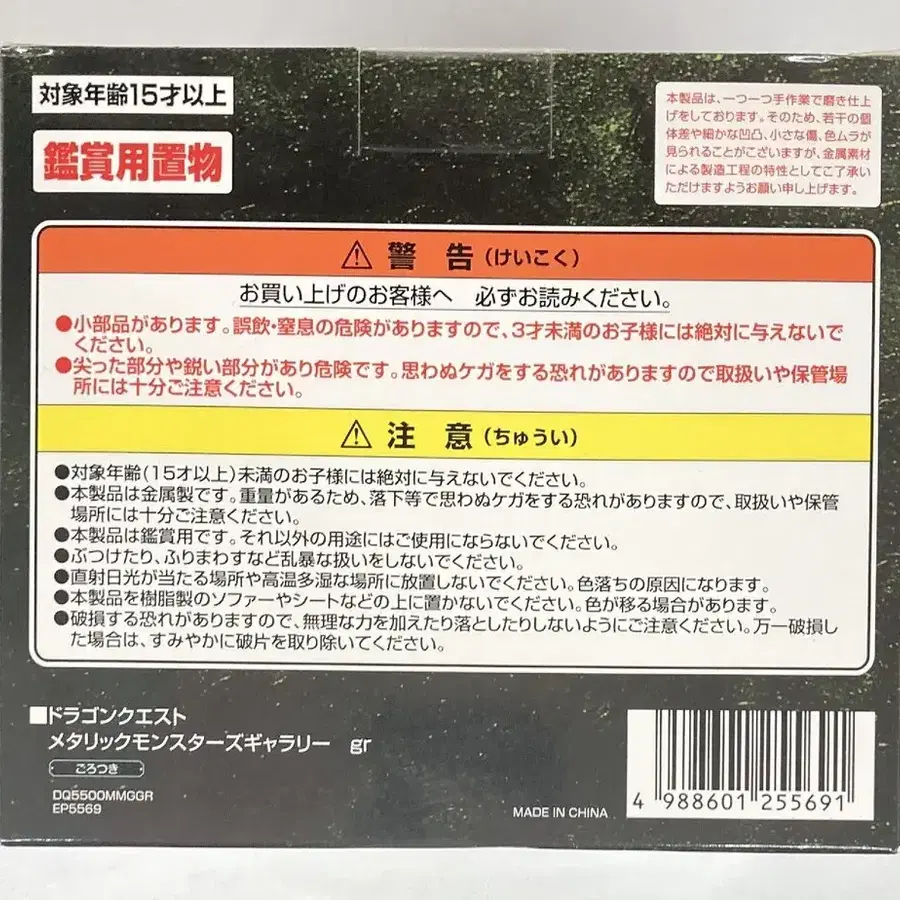 対象年齢15才以上
鑑賞用置物
本製品は、一つ一つ手作業で磨き仕上
げをしております。そのため、若干の個
体差や細かな凹凸、小さな傷、色ムラが
見られることがございますが、金属素材
による製造工程の特性としてご了承い
ただけますようお願い申し上げます。
⚠ 警 告 (けいこく)
お買い上げのお客様へ 必ずお読みください。
●小部品があります。誤飲・窒息の危険がありますので、3才未満のお子様には絶対に与えないで
ください。
●尖った部分や鋭い部分があり危険です。思わぬケガをする恐れがありますので取扱いや保管場
所には十分ご注意ください。
⚠ 注 意 (ちゅうい)
●対象年齢(15才以上)未満のお子様には絶対に与えないでください。
●本製品は金属製です。重量があるため、落下等で思わぬケガをする恐れがありますので、取扱いや保管
場所には十分ご注意ください。
●本製品は鑑賞用です。それ以外の用途にはご使用にならないでください。
●ぶつけたり、ふりまわすなど乱暴な扱いをしないでください。
●直射日光が当たる場所や高温多湿な場所に放置しないでください。色落ちの原因になります。
●本製品を樹脂製のソファーやシートなどの上に置かないでください。色が移る場合があります。
●破損する恐れがありますので、無理な力を加えたり落としたりしないようにご注意ください。万一破損し
た場合は、すみやかに破片を取り除いてください。
■ドラゴンクエスト
メタリックモンスターズギャラリー gr
ごろつき
DQ5500MMGGR
EP5569
MADE IN CHINA
4 988601 255691